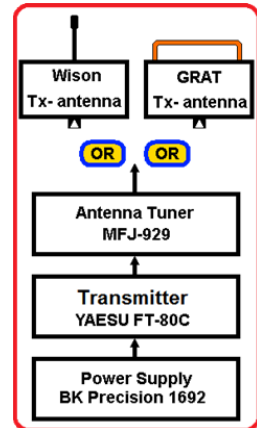 Wison
Tx- antenna
GRAT
Tx- antenna
OR
OR
Antenna Tuner
MFJ-929
Transmitter
YAESU FT-80C
Power Supply
BK Precision 1692